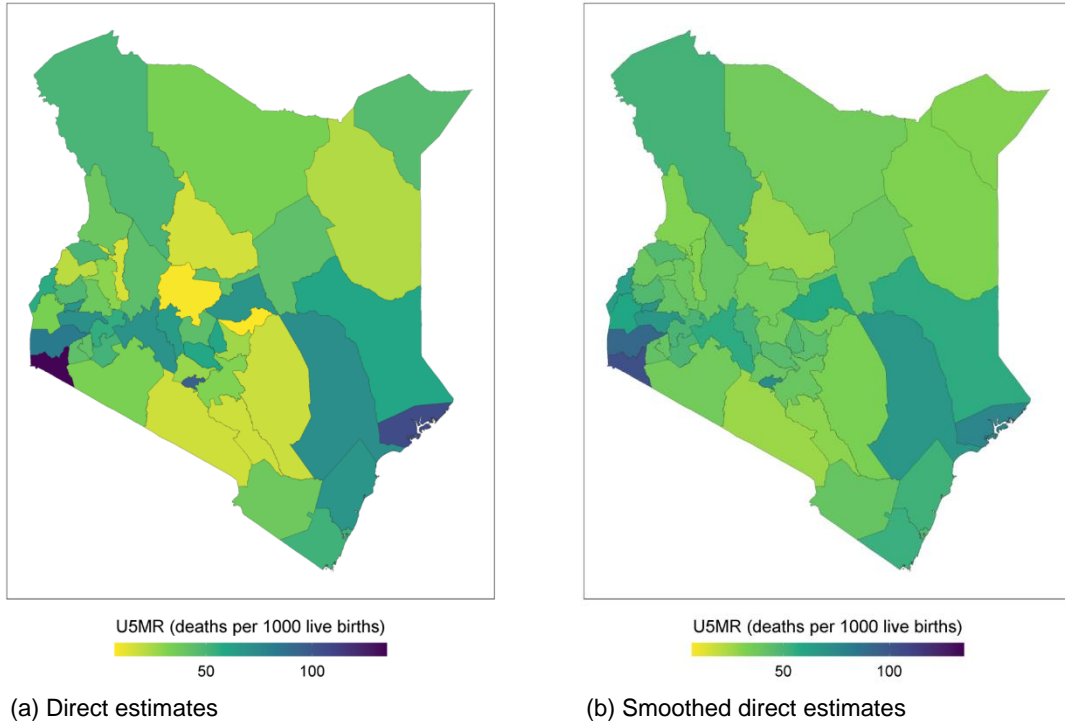 U5MR (deaths per 1000 live births)
50 100
(a) Direct estimates
U5MR (deaths per 1000 live births)
50 100
(b) Smoothed direct estimates